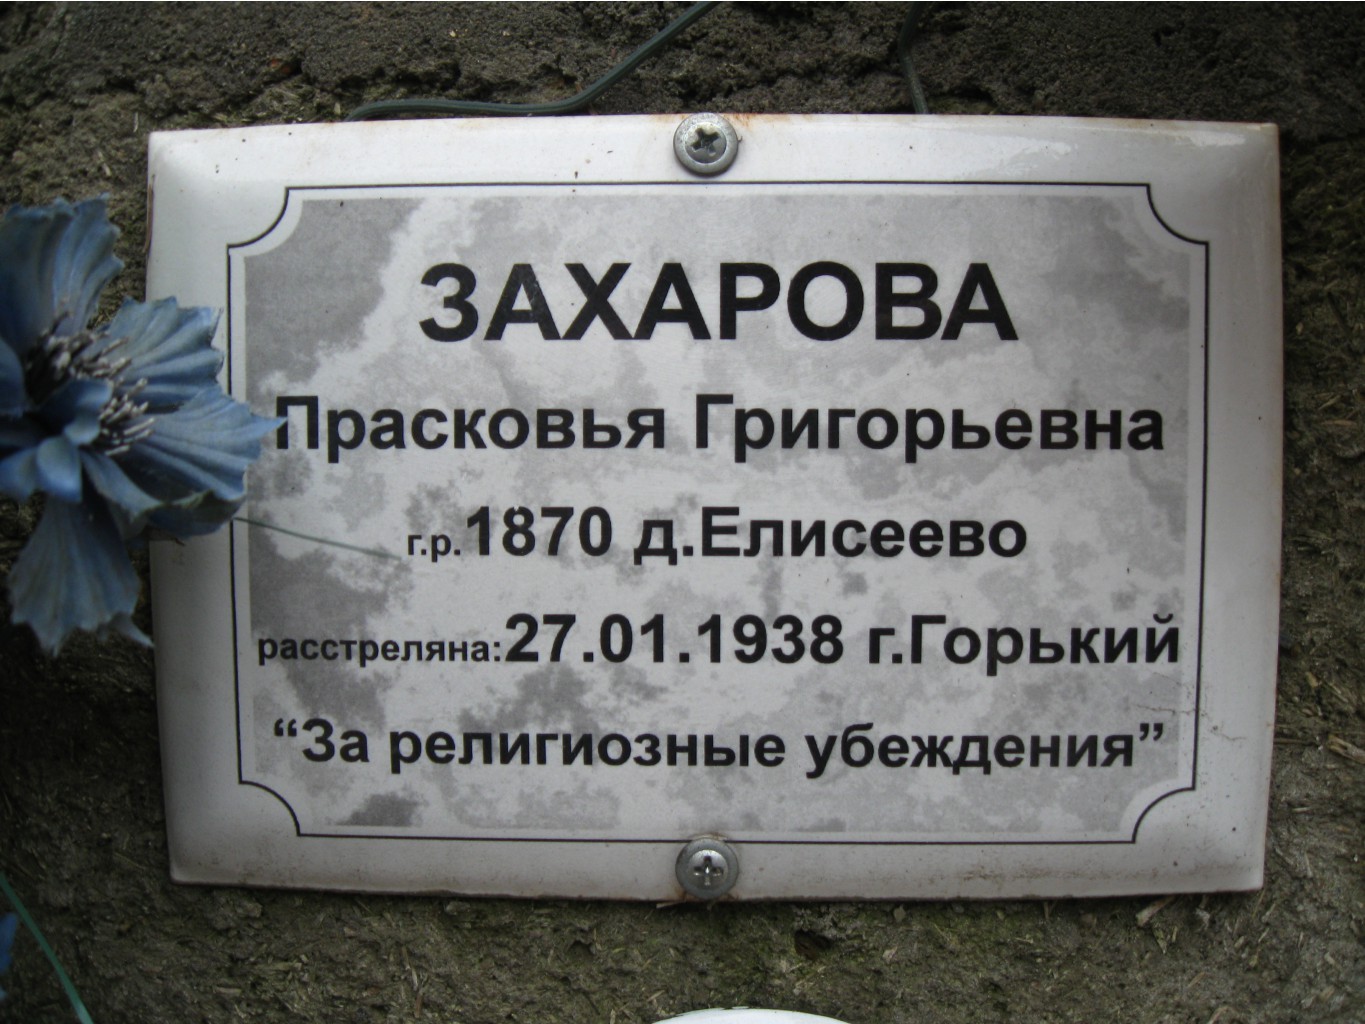 ЗАХАРОВА
Прасковья Григорьевна
г.р.1870 д.Елисеево
расстреляна:27.01.1938 г.Горький
“За религиозные убеждения”